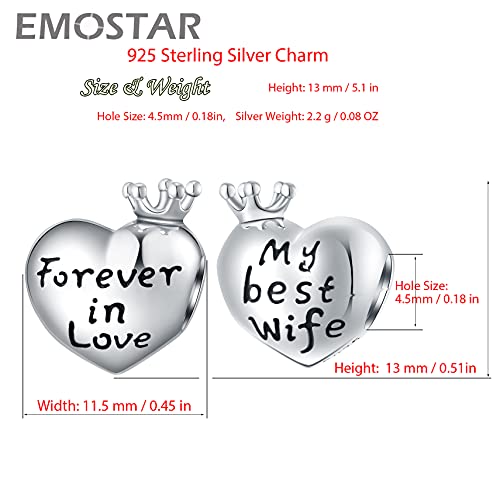 EMOSTAR
925 Sterling Silver Charm
Size & Weight
Height: 13 mm / 5.1 in
Hole Size: 4.5mm / 0.18in, Silver Weight: 2.2 g / 0.08 OZ
Forever
in
Love
My
best
Wife
Hole Size:
4.5mm / 0.18 in
Height: 13 mm / 0.51in
Width: 11.5 mm / 0.45 in